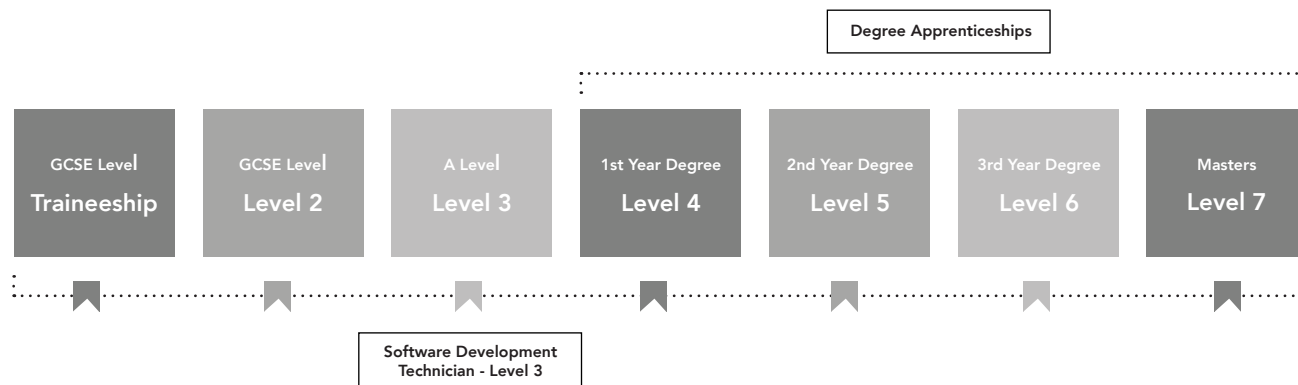 Degree Apprenticeships
GCSE Level
Traineeship
GCSE Level
Level 2
A Level
Level 3
1st Year Degree
Level 4
2nd Year Degree
Level 5
3rd Year Degree
Level 6
Masters
Level 7
Software Development
Technician - Level 3